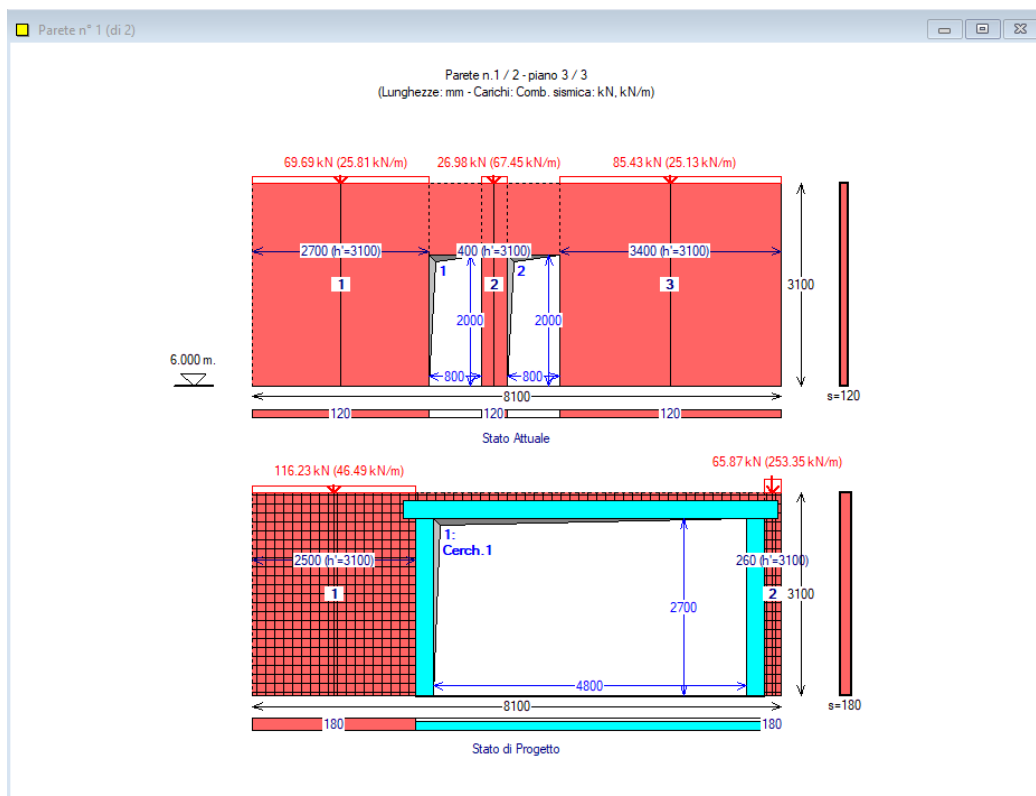 Parete n° 1 (di 2)
Parete n.1 / 2 - piano 3 / 3
(Lunghezze: mm - Carichi: Comb. sismica: kN, kN/m)
69.69 kN (25.81 kN/m)
26.98 kN (67.45 kN/m)
85.43 kN (25.13 kN/m)
2700 (h'=3100)
400 (h'=3100)
3400 (h'=3100)
1
2
1
2
3
3100
2000
2000
6.000 m.
800
800
8100
s=120
120
120
120
Stato Attuale
116.23 kN (46.49 kN/m)
65.87 kN (253.35 kN/m)
1:
Cerch.1
2500 (h'=3100)
260 (h'=3100)
1
2
3100
2700
4800
8100
s=180
180
180
Stato di Progetto